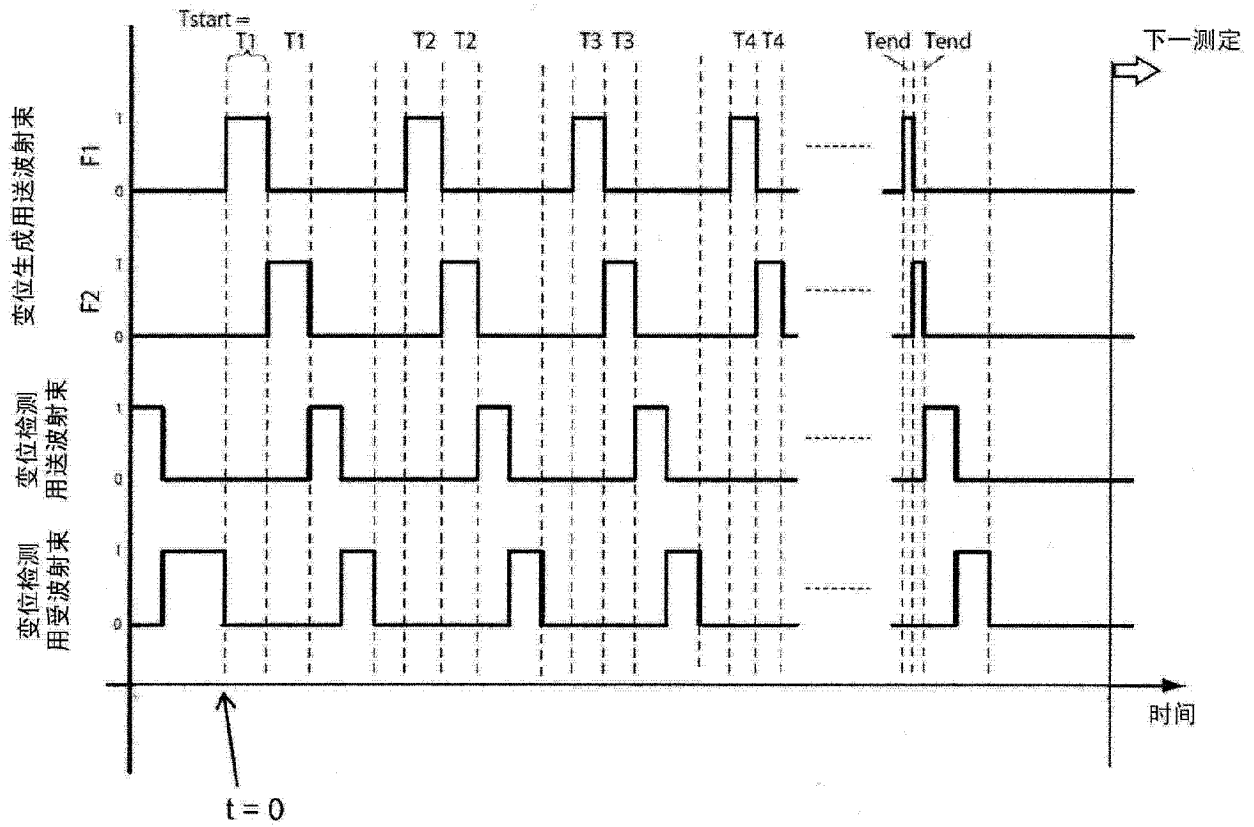 Tstart =
T1 T1 T2 T2 T3 T3 T4 T4 Tend Tend
下一测定
变位生成用送波射束
F1
1
0
F2
1
0
变位检测
用送波射束
1
0
变位检测
用受波射束
1
0
时间
t = 0